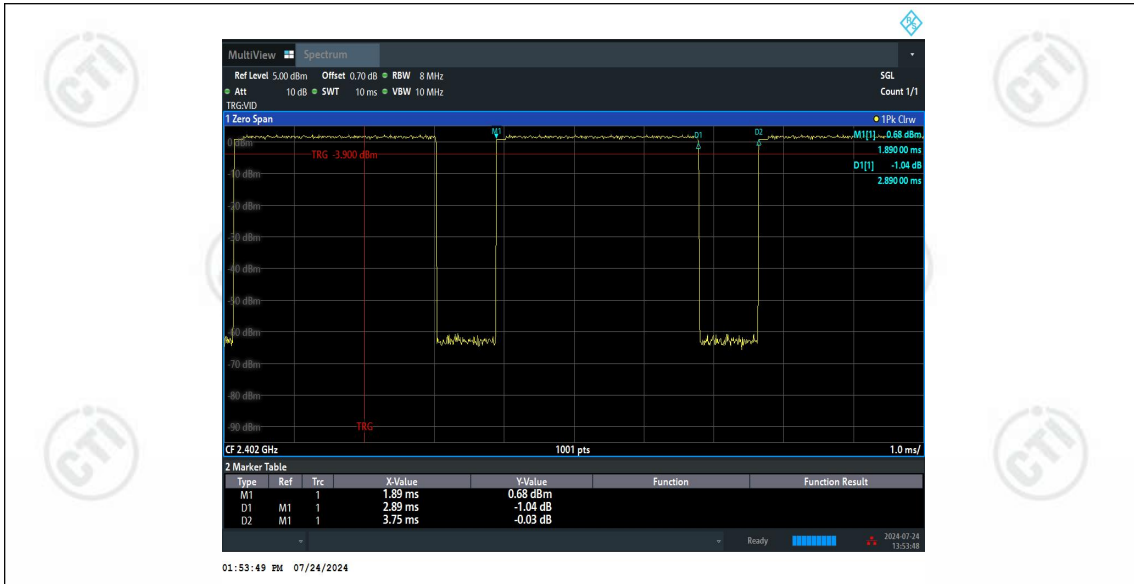 R&S
MultiView Spectrum
Ref Level 5.00 dBm Offset 0.70 dB RBW 8 MHz SGL
Att 10 dB SWT 10 ms VBW 10 MHz Count 1/1
TRG:VID
1 Zero Span 1Pk Clrw
M1 D1 D2 M1[1] 0.68 dBm
0 dBm 1.890 00 ms
TRG -3.900 dBm D1[1] -1.04 dB
-10 dBm 2.890 00 ms
-20 dBm
-30 dBm
-40 dBm
-50 dBm
-60 dBm
-70 dBm
-80 dBm
-90 dBm TRG
CF 2.402 GHz 1001 pts 1.0 ms/
2 Marker Table
Type Ref Trc X-Value Y-Value Function Function Result
M1 1 1.89 ms 0.68 dBm
D1 M1 1 2.89 ms -1.04 dB
D2 M1 1 3.75 ms -0.03 dB
Ready 2024-07-24
13:53:48
01:53:49 PM 07/24/2024
CTI
CTI
CTI
CTI